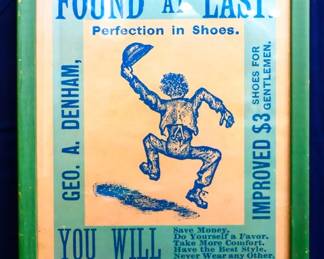 FOUND AT LAST.
Perfection in Shoes.
GEO. A. DENHAM,
IMPROVED $3 SHOES FOR GENTLEMEN.
YOU WILL
Save Money,
Do Yourself a Favor.
Take More Comfort.
Have the Best Style.
Never Wear any Other.